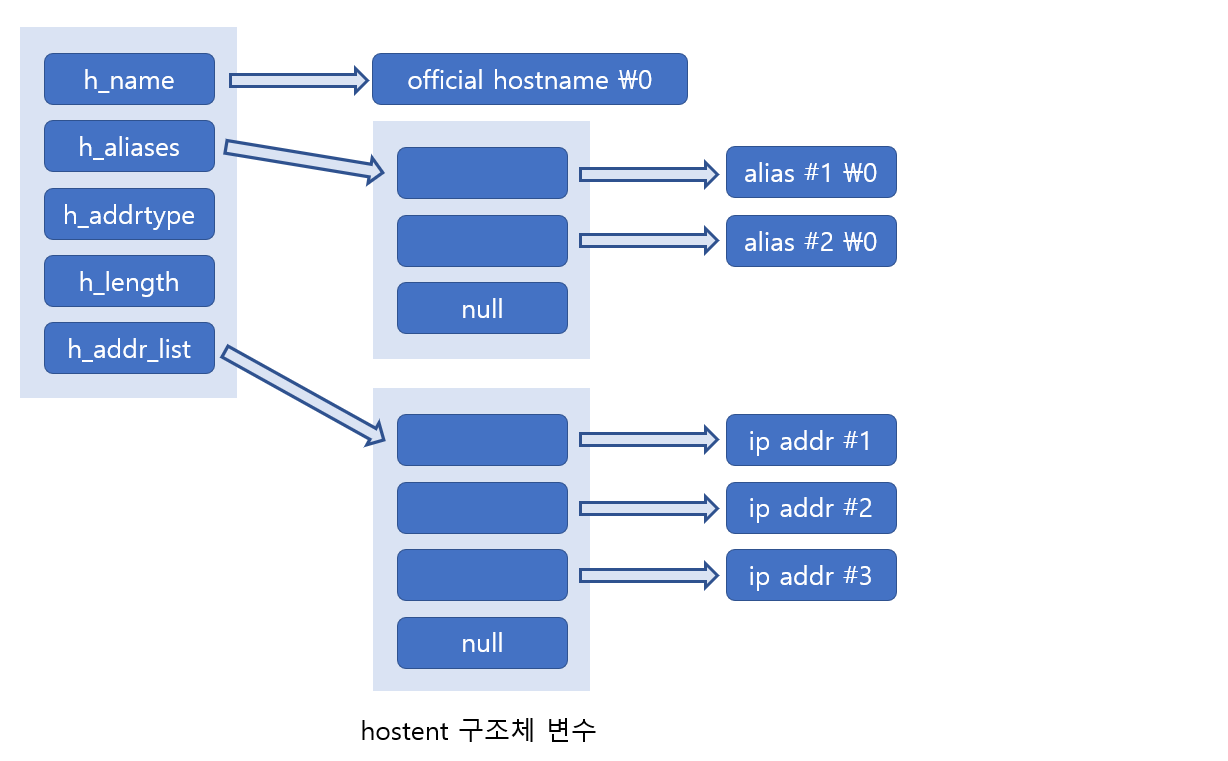 h_name
official hostname ₩0
h_aliases
alias #1 ₩0
h_addrtype
alias #2 ₩0
h_length
null
h_addr_list
ip addr #1
ip addr #2
ip addr #3
null
hostent 구조체 변수